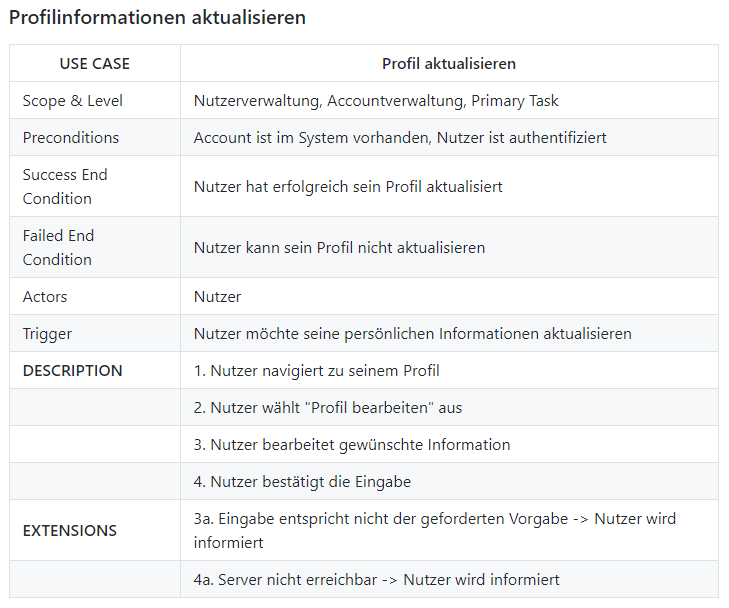 Profilinformationen aktualisieren
USE CASE Profil aktualisieren
Scope & Level Nutzerverwaltung, Accountverwaltung, Primary Task
Preconditions Account ist im System vorhanden, Nutzer ist authentifiziert
Success End
Condition
Nutzer hat erfolgreich sein Profil aktualisiert
Failed End
Condition
Nutzer kann sein Profil nicht aktualisieren
Actors Nutzer
Trigger Nutzer möchte seine persönlichen Informationen aktualisieren
DESCRIPTION 1. Nutzer navigiert zu seinem Profil
2. Nutzer wählt "Profil bearbeiten" aus
3. Nutzer bearbeitet gewünschte Information
4. Nutzer bestätigt die Eingabe
EXTENSIONS 3a. Eingabe entspricht nicht der geforderten Vorgabe -> Nutzer wird
informiert
4a. Server nicht erreichbar -> Nutzer wird informiert